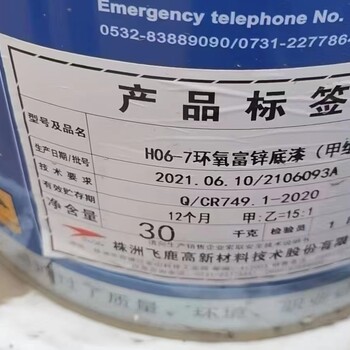 Emergency telephone No.
0532-83889090/0731-2277864
产品标签
型号及品名 H06-7环氧富锌底漆（甲组
生产日期/批号 2021.06.10/2106093A
技术要求 Q/CR749.1-2020
有效贮存期 12个月 甲:乙=15:1
净含量 30 千克 检验员
株洲飞鹿高新材料技术股份有限